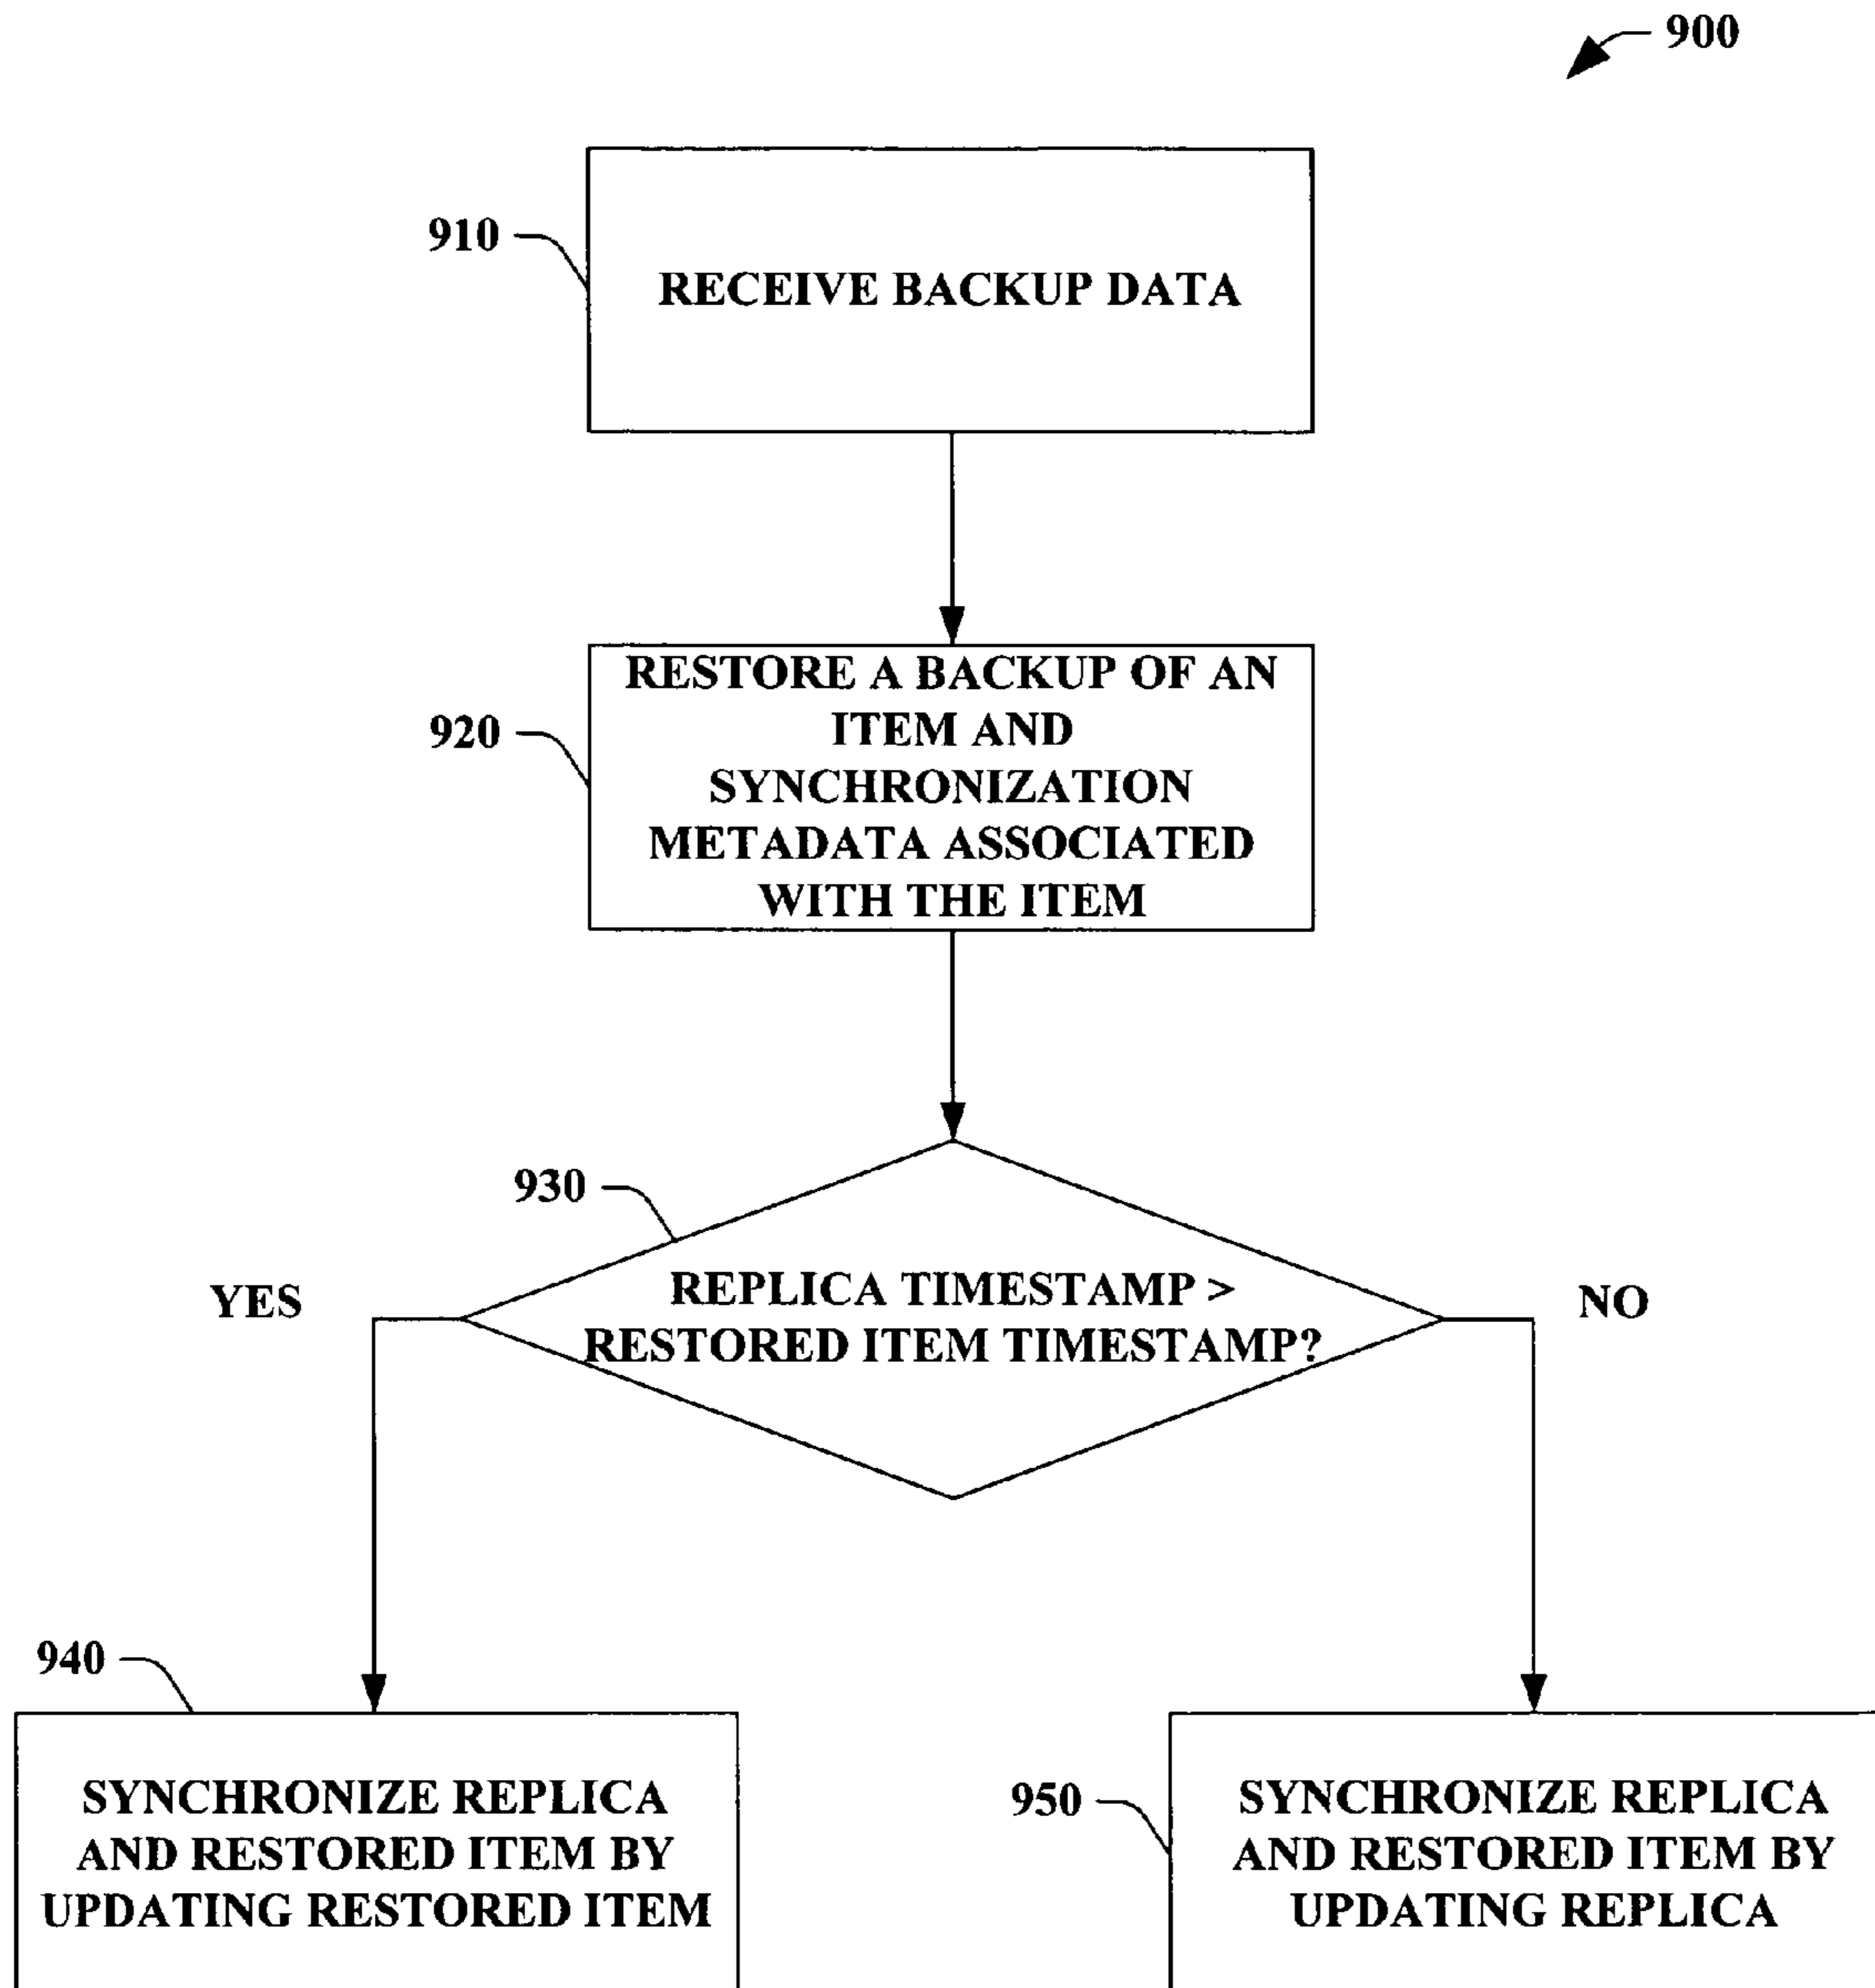 900
910
RECEIVE BACKUP DATA
920
RESTORE A BACKUP OF AN
ITEM AND
SYNCHRONIZATION
METADATA ASSOCIATED
WITH THE ITEM
930
YES
REPLICA TIMESTAMP >
RESTORED ITEM TIMESTAMP?
NO
940
SYNCHRONIZE REPLICA
AND RESTORED ITEM BY
UPDATING RESTORED ITEM
950
SYNCHRONIZE REPLICA
AND RESTORED ITEM BY
UPDATING REPLICA